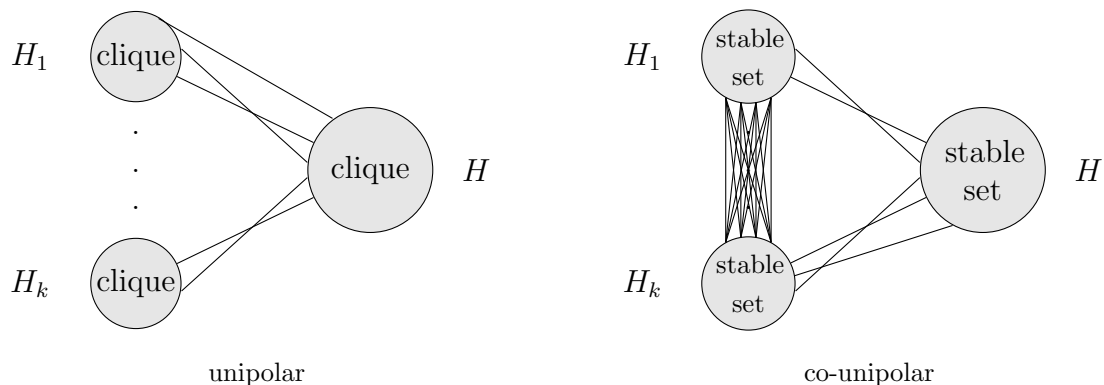 H₁ clique
clique H
Hₖ clique
unipolar
H₁ stable
set
stable
set H
Hₖ stable
set
co-unipolar